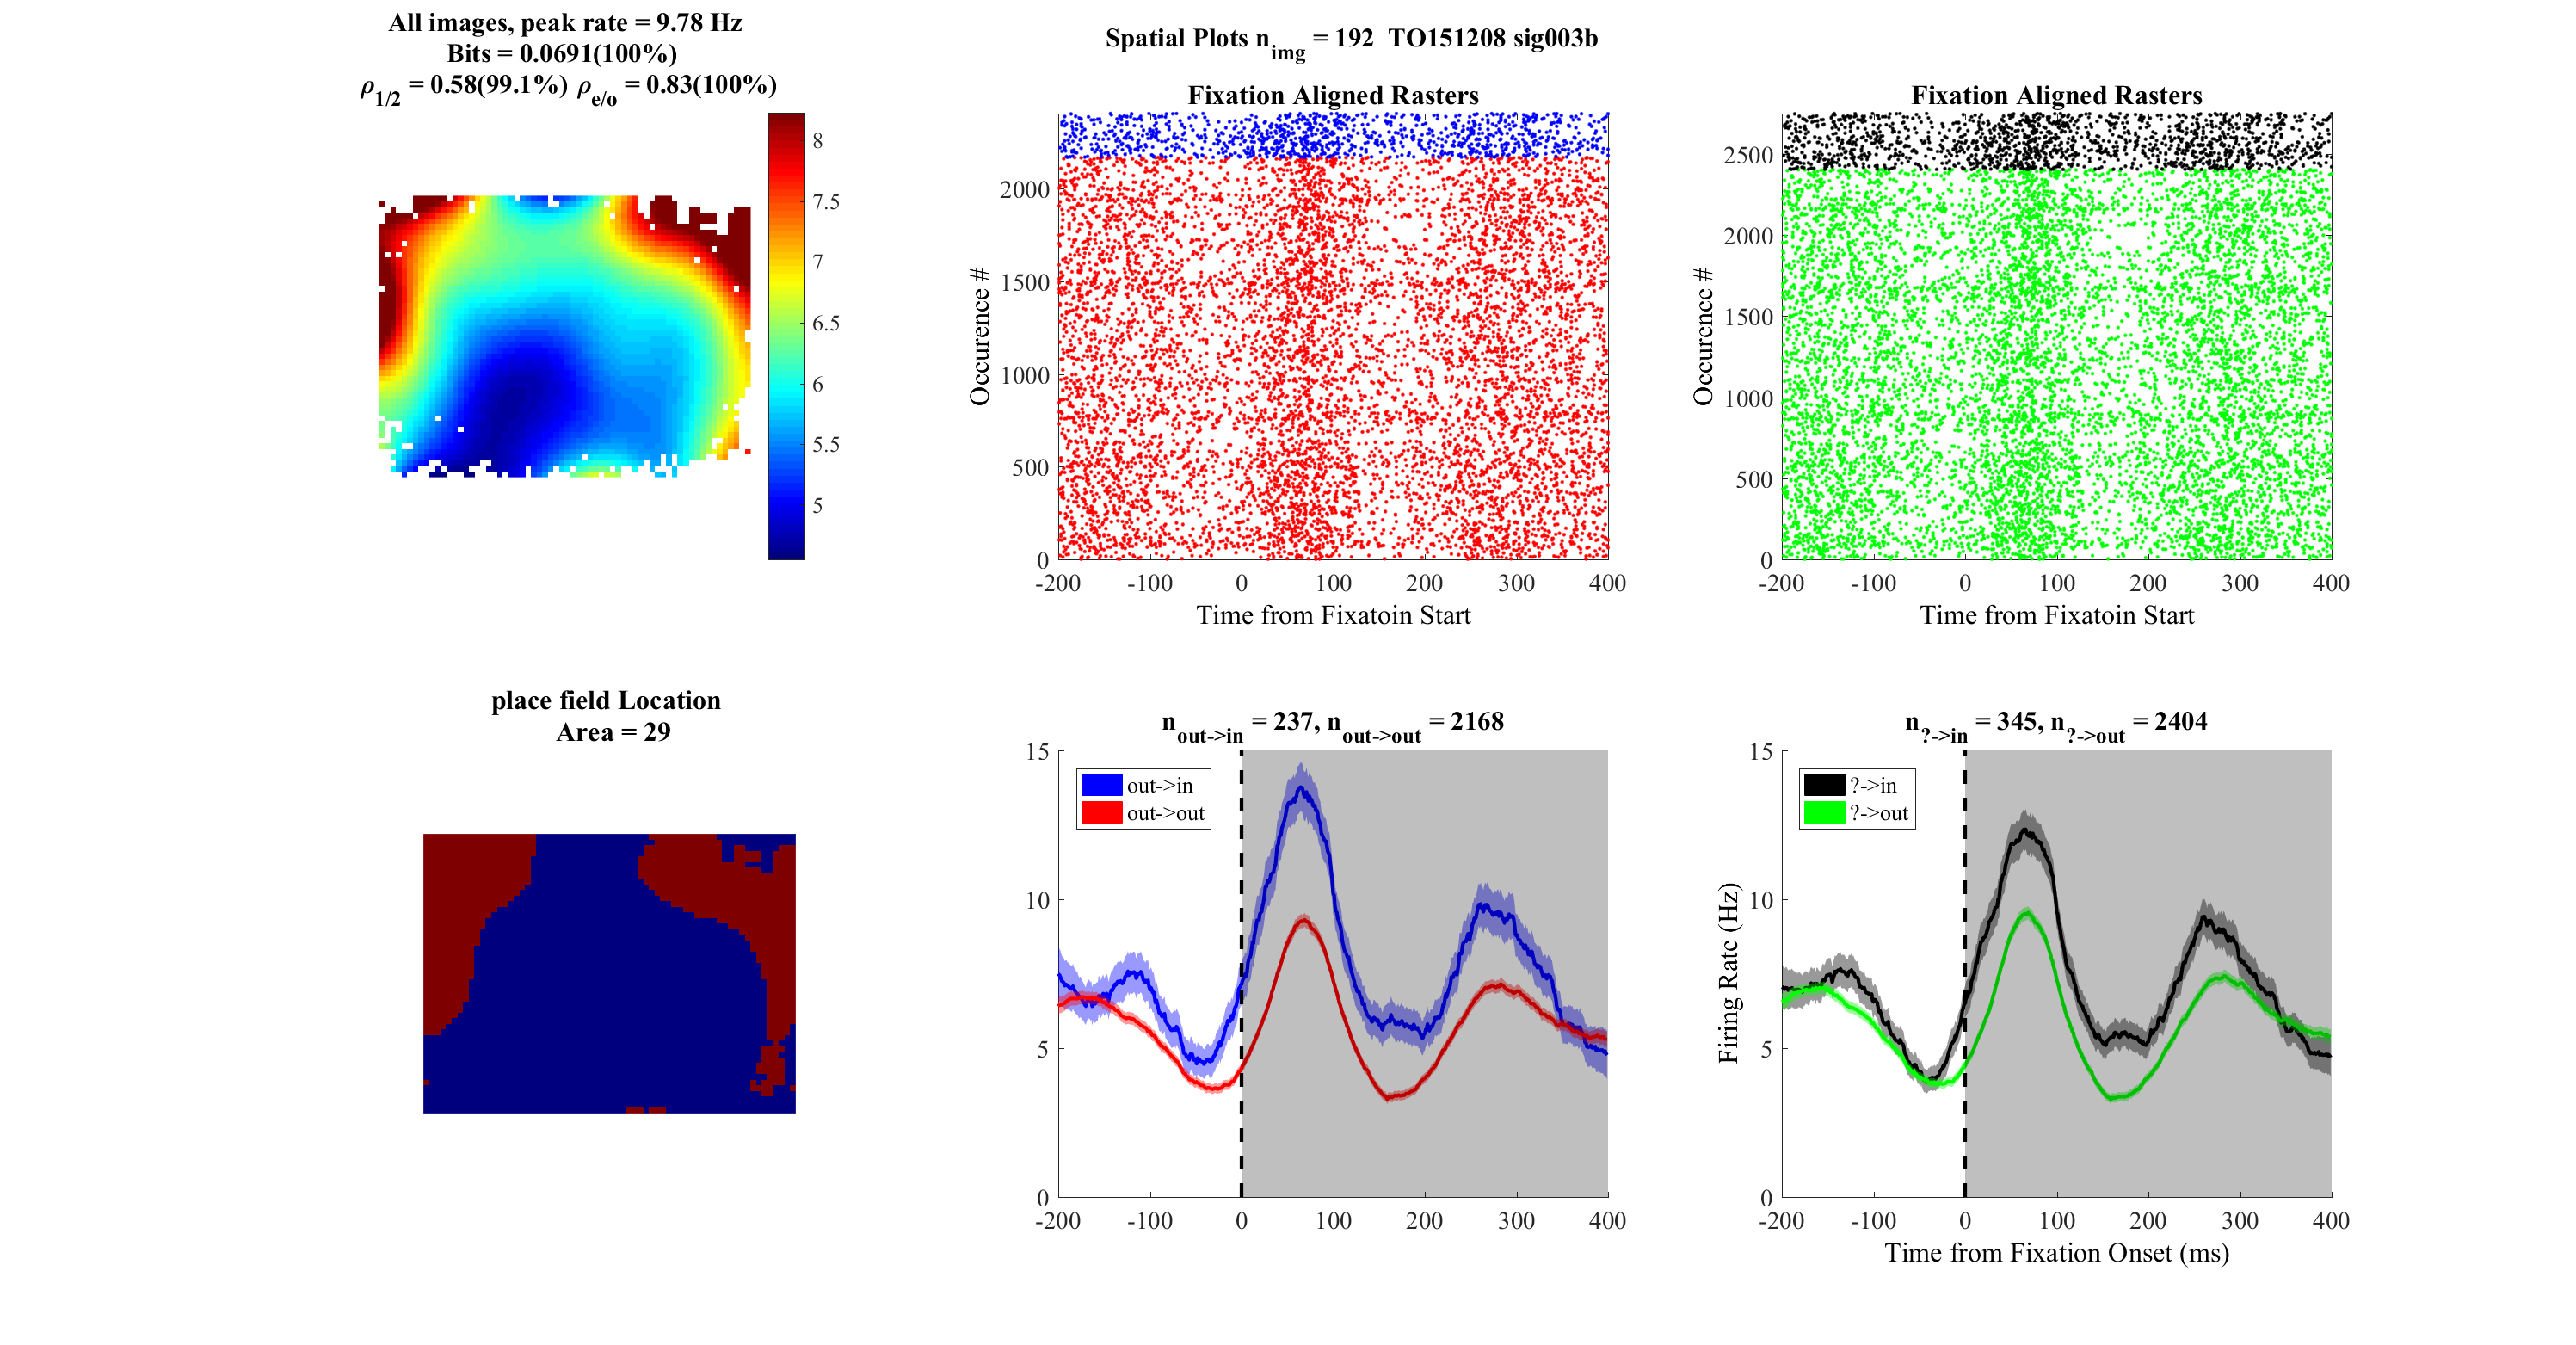 All images, peak rate = 9.78 Hz
Bits = 0.0691(100%)
ρ1/2 = 0.58(99.1%) ρe/o = 0.83(100%)
8
7.5
7
6.5
6
5.5
5
Spatial Plots nimg = 192 TO151208 sig003b
Fixation Aligned Rasters
Occurence #
2000
1500
1000
500
0
-200 -100 0 100 200 300 400
Time from Fixatoin Start
Fixation Aligned Rasters
Occurence #
2500
2000
1500
1000
500
0
-200 -100 0 100 200 300 400
Time from Fixatoin Start
place field Location
Area = 29
nout->in = 237, nout->out = 2168
15
10
5
0
out->in
out->out
-200 -100 0 100 200 300 400
n?->in = 345, n?->out = 2404
Firing Rate (Hz)
15
10
5
0
?->in
?->out
-200 -100 0 100 200 300 400
Time from Fixation Onset (ms)